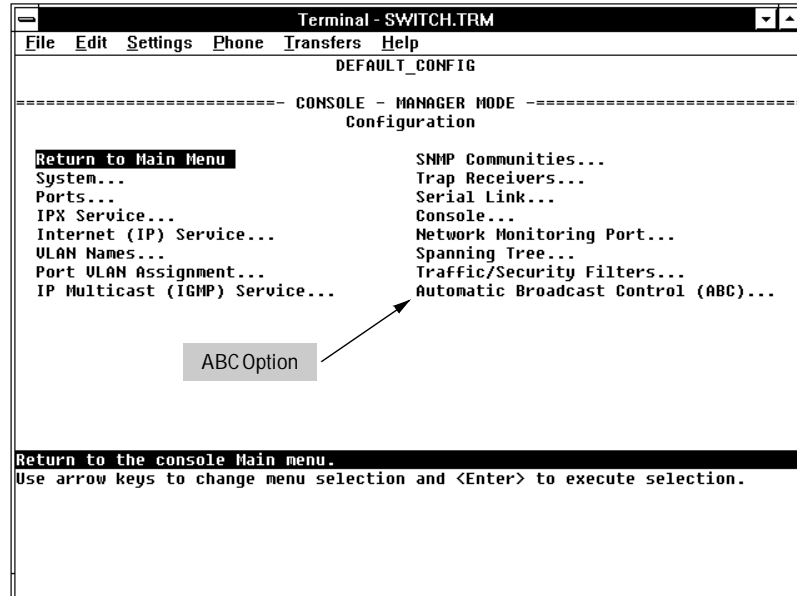 Terminal - SWITCH.TRM
File Edit Settings Phone Transfers Help
DEFAULT_CONFIG
==========================- CONSOLE - MANAGER MODE -==========================
Configuration
Return to Main Menu
System...
Ports...
IPX Service...
Internet (IP) Service...
VLAN Names...
Port VLAN Assignment...
IP Multicast (IGMP) Service...
SNMP Communities...
Trap Receivers...
Serial Link...
Console...
Network Monitoring Port...
Spanning Tree...
Traffic/Security Filters...
Automatic Broadcast Control (ABC)...
ABC Option
Return to the console Main menu.
Use arrow keys to change menu selection and <Enter> to execute selection.